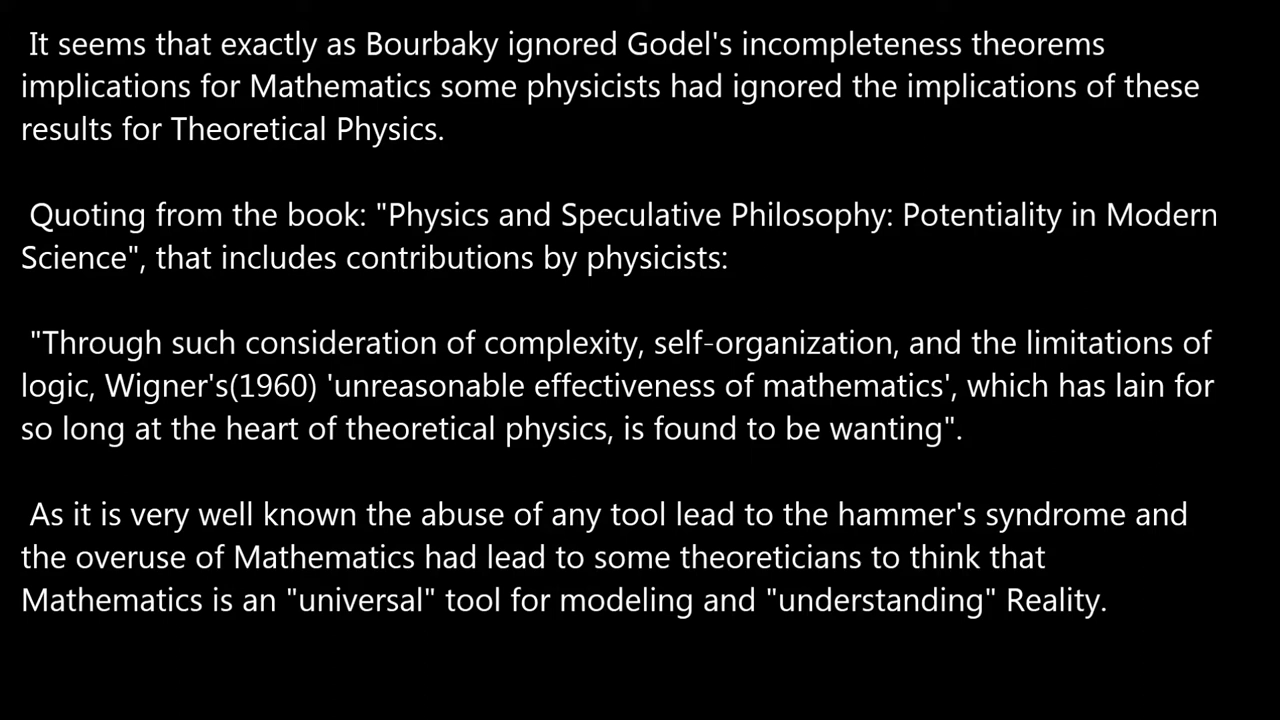 It seems that exactly as Bourbaky ignored Godel's incompleteness theorems
implications for Mathematics some physicists had ignored the implications of these
results for Theoretical Physics.
Quoting from the book: "Physics and Speculative Philosophy: Potentiality in Modern
Science", that includes contributions by physicists:
"Through such consideration of complexity, self-organization, and the limitations of
logic, Wigner's(1960) 'unreasonable effectiveness of mathematics', which has lain for
so long at the heart of theoretical physics, is found to be wanting".
As it is very well known the abuse of any tool lead to the hammer's syndrome and
the overuse of Mathematics had lead to some theoreticians to think that
Mathematics is an "universal" tool for modeling and "understanding" Reality.